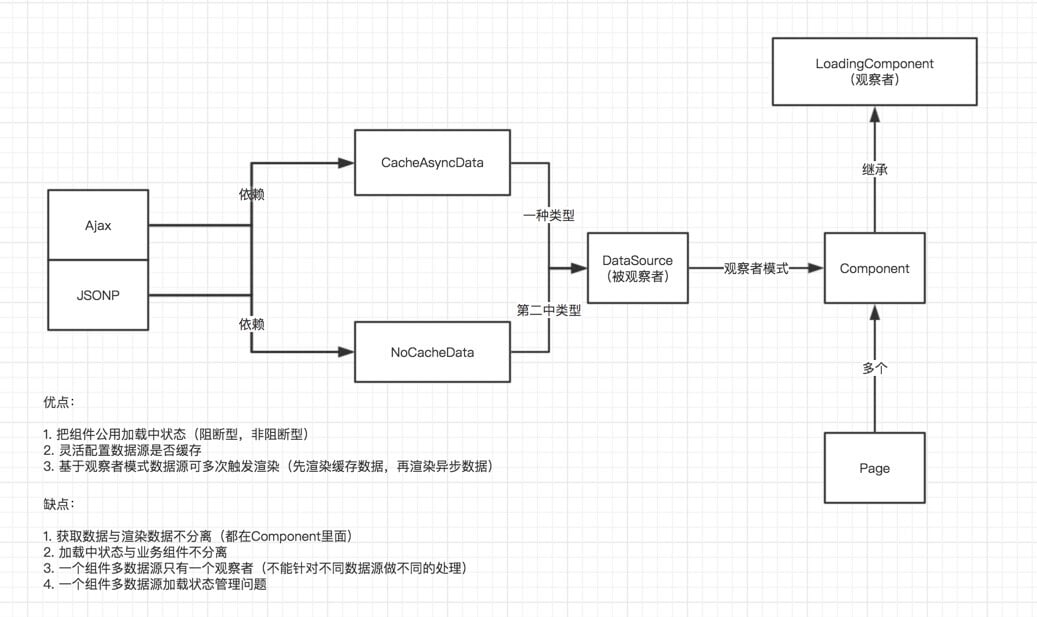 LoadingComponent
（观察者）
继承
CacheAsyncData
依赖
Ajax
一种类型
DataSource
（被观察者）
观察者模式
Component
JSONP
第二中类型
依赖
NoCacheData
多个
Page
优点：
1. 把组件公用加载中状态（阻断型，非阻断型）
2. 灵活配置数据源是否缓存
3. 基于观察者模式数据源可多次触发渲染（先渲染缓存数据，再渲染异步数据）
缺点：
1. 获取数据与渲染数据不分离（都在Component里面）
2. 加载中状态与业务组件不分离
3. 一个组件多数据源只有一个观察者（不能针对不同数据源做不同的处理）
4. 一个组件多数据源加载状态管理问题